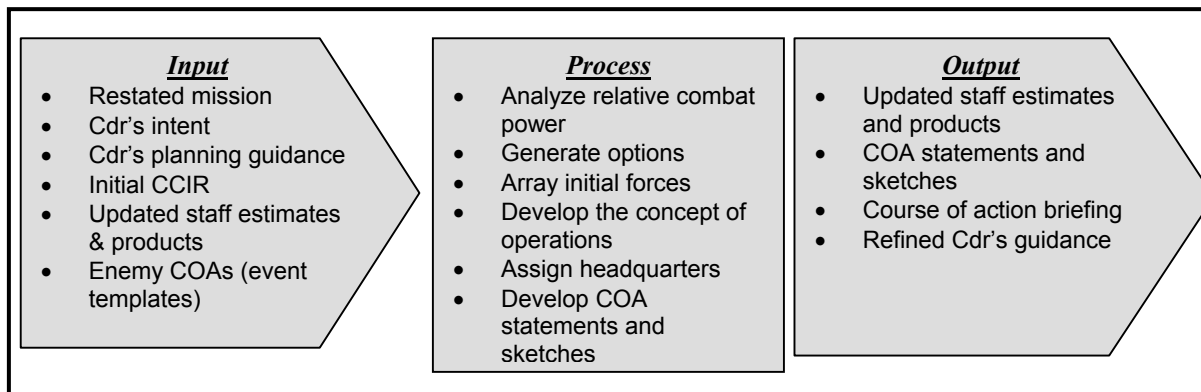 Input
• Restated mission
• Cdr's intent
• Cdr's planning guidance
• Initial CCIR
• Updated staff estimates
& products
• Enemy COAs (event
templates)
Process
• Analyze relative combat
power
• Generate options
• Array initial forces
• Develop the concept of
operations
• Assign headquarters
• Develop COA
statements and
sketches
Output
• Updated staff estimates
and products
• COA statements and
sketches
• Course of action briefing
• Refined Cdr's guidance